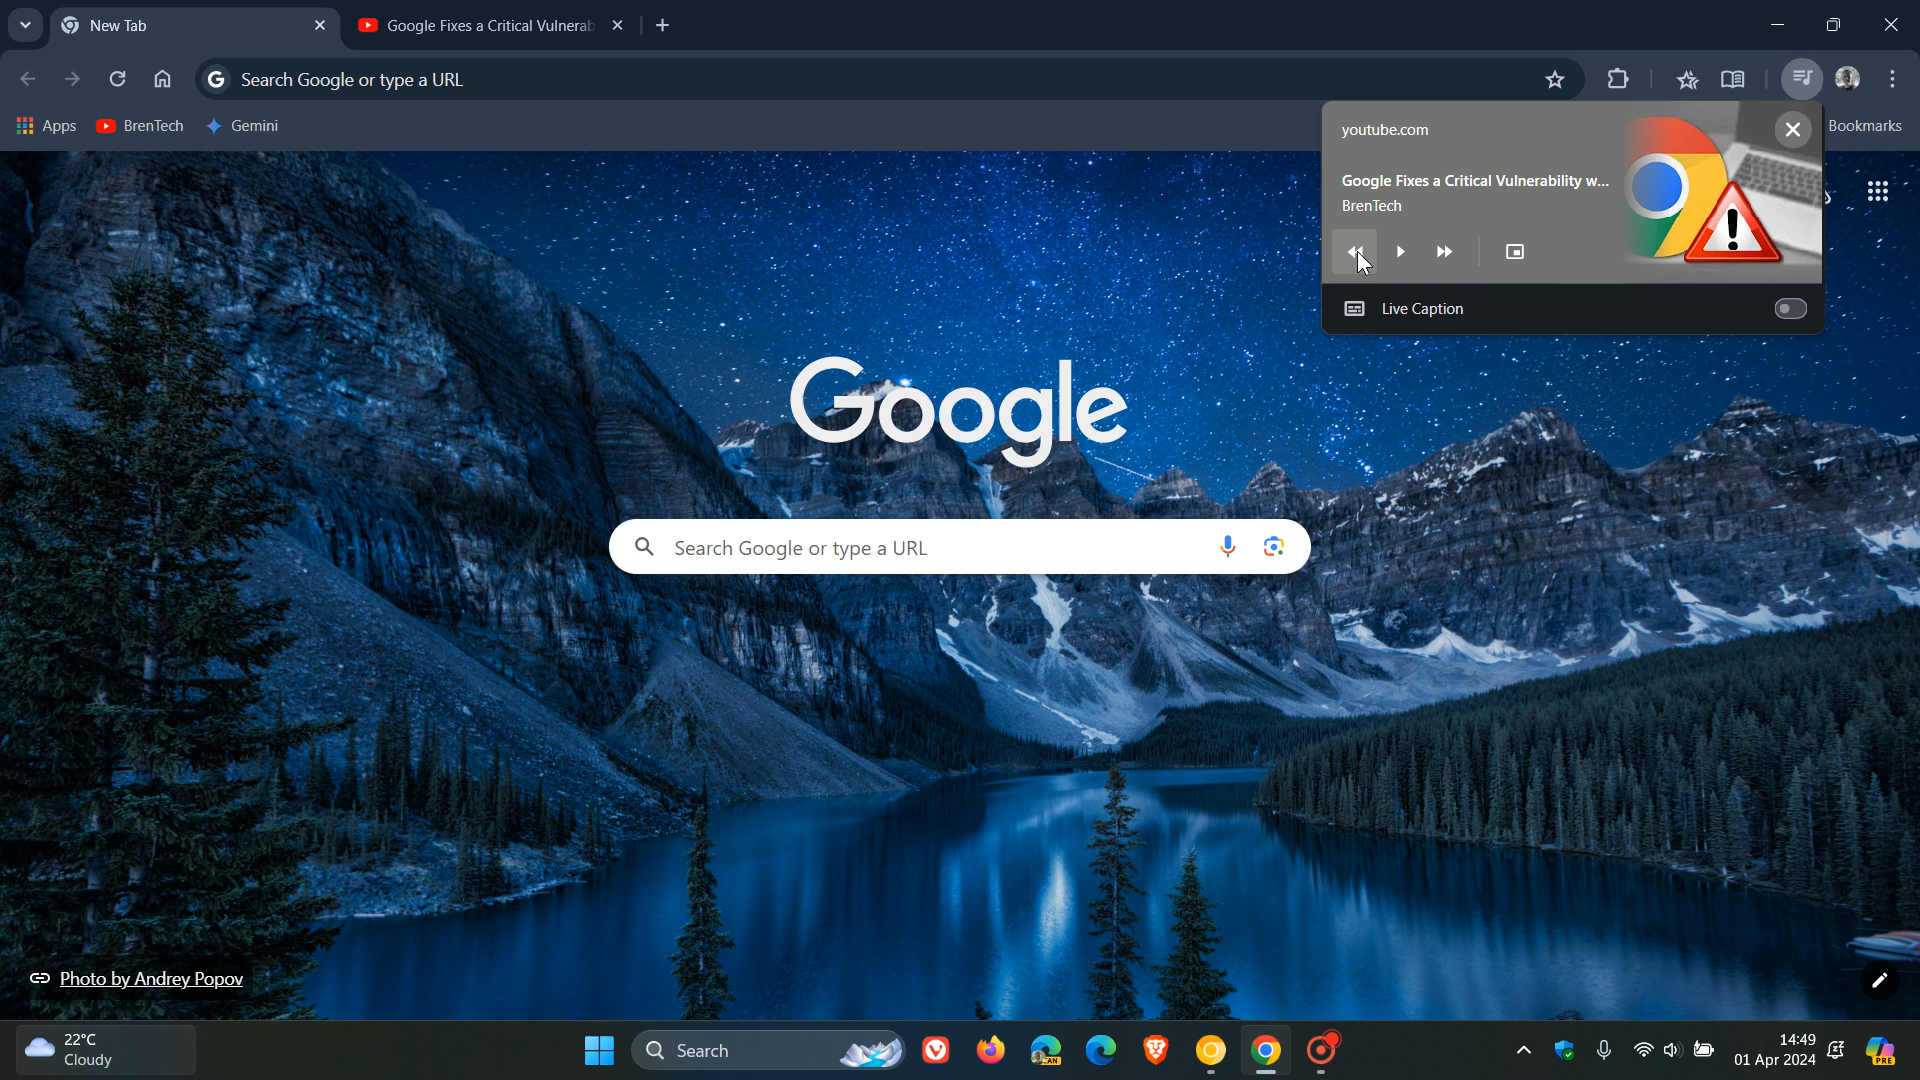 New Tab
Google Fixes a Critical Vulnerab
Search Google or type a URL
Apps
BrenTech
Gemini
Bookmarks
youtube.com
Google Fixes a Critical Vulnerability w...
BrenTech
Live Caption
Google
Search Google or type a URL
Photo by Andrey Popov
22°C
Cloudy
Search
CAN
14:49
01 Apr 2024
PRE